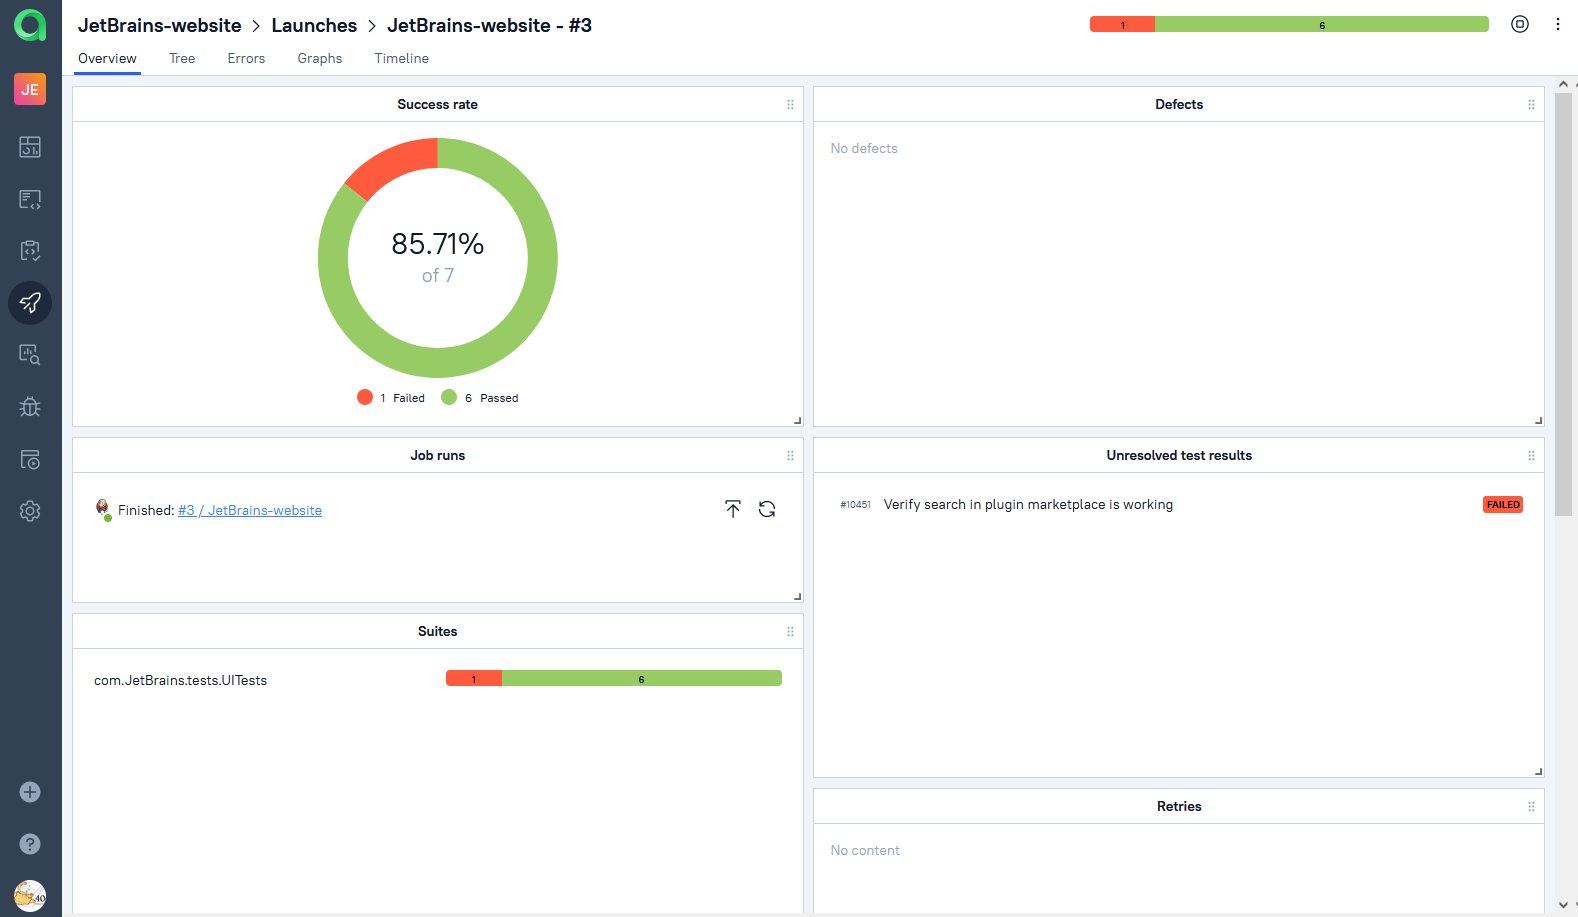 JetBrains-website > Launches > JetBrains-website - #3
1 6
Overview Tree Errors Graphs Timeline
JE
Success rate
85.71%
of 7
1 Failed 6 Passed
Defects
No defects
Job runs
Finished: #3 / JetBrains-website
Unresolved test results
#10451 Verify search in plugin marketplace is working FAILED
Suites
com.JetBrains.tests.UITests 1 6
Retries
No content
40